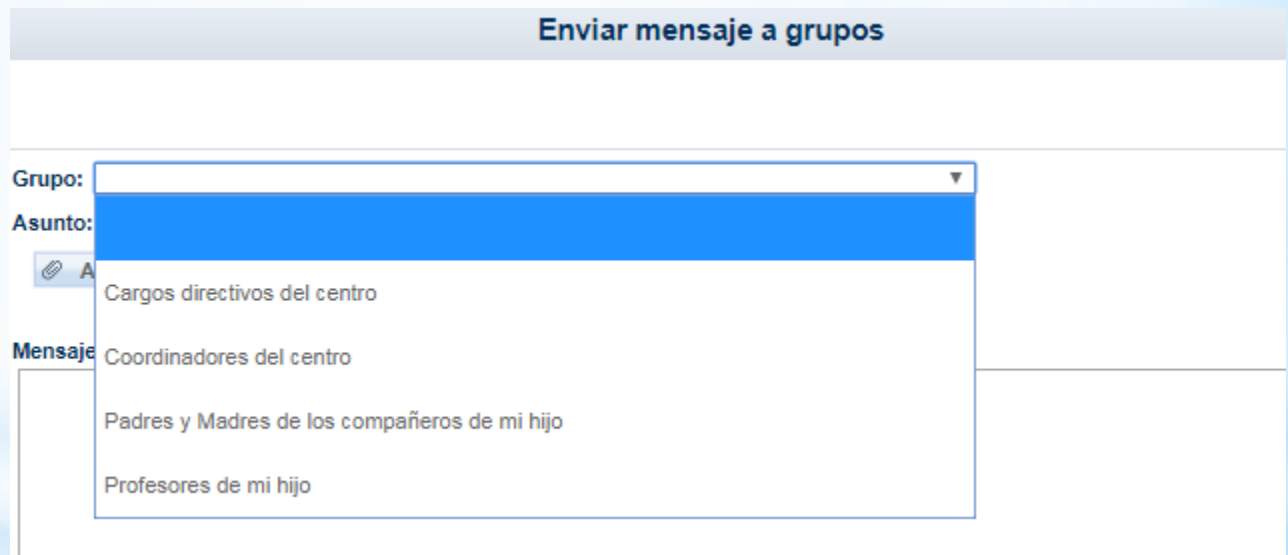 Enviar mensaje a grupos
Grupo:
Asunto:
A
Cargos directivos del centro
Mensaje
Coordinadores del centro
Padres y Madres de los compañeros de mi hijo
Profesores de mi hijo